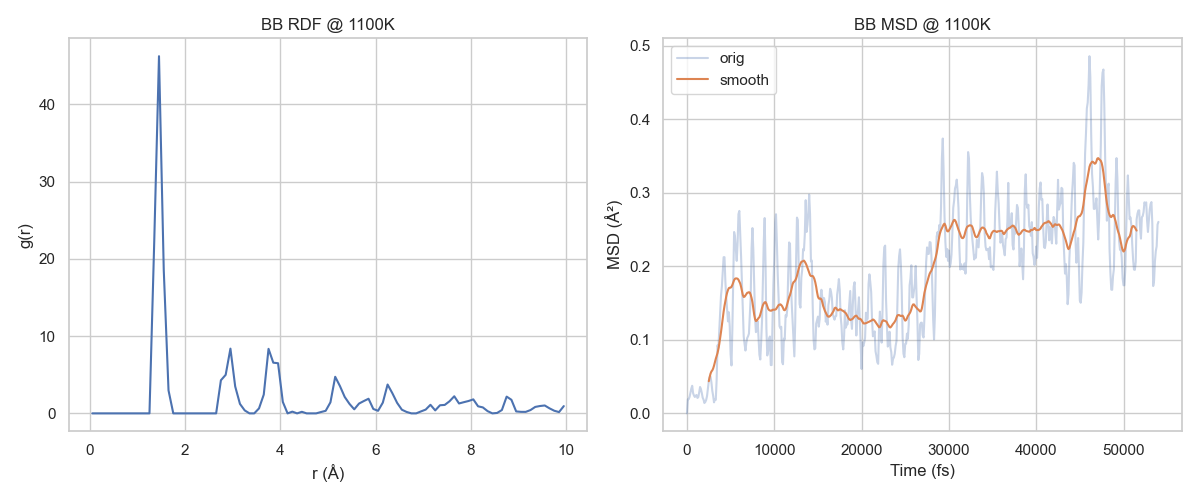 BB RDF @ 1100K
40
30
20
10
0
g(r)
0 2 4 6 8 10
r (Å)
BB MSD @ 1100K
orig
smooth
0.5
0.4
0.3
0.2
0.1
0.0
MSD (Å²)
0 10000 20000 30000 40000 50000
Time (fs)